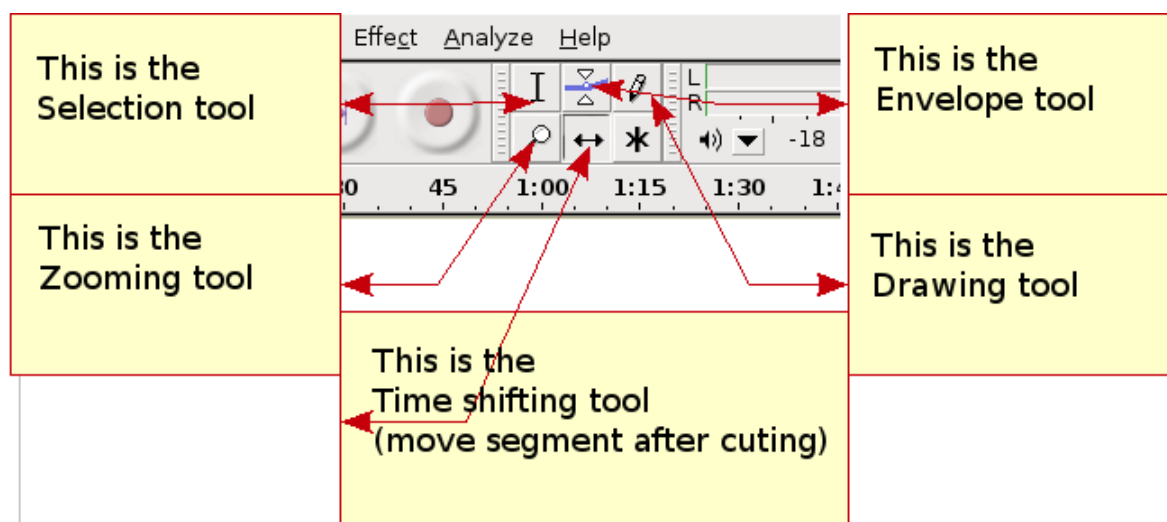 This is the
Selection tool
Effect Analyze Help
This is the
Envelope tool
L
R
-18
45 1:00 1:15 1:30
This is the
Zooming tool
This is the
Drawing tool
This is the
Time shifting tool
(move segment after cuting)